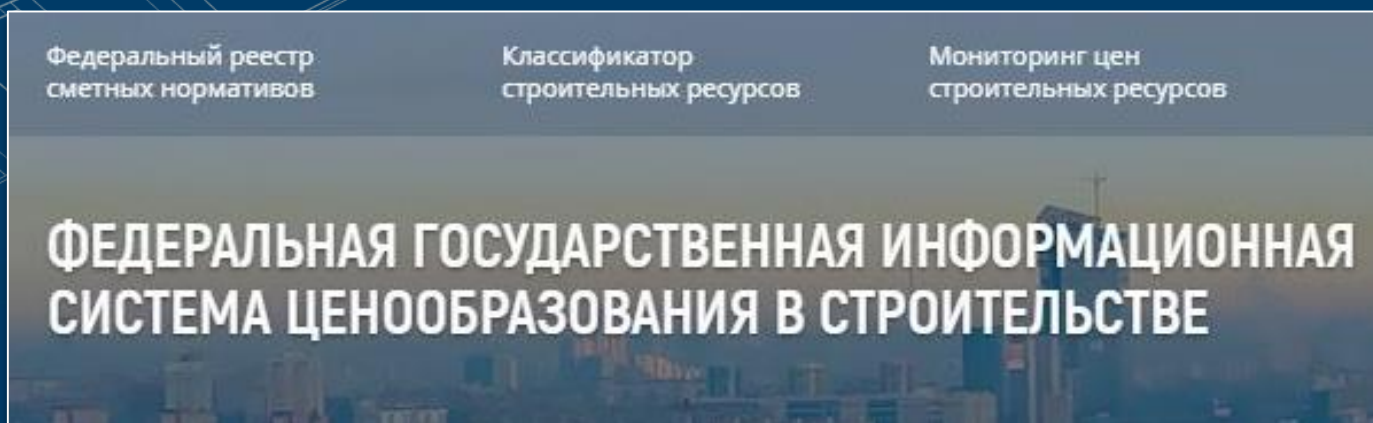 Федеральный реестр
сметных нормативов
Классификатор
строительных ресурсов
Мониторинг цен
строительных ресурсов
ФЕДЕРАЛЬНАЯ ГОСУДАРСТВЕННАЯ ИНФОРМАЦИОННАЯ
СИСТЕМА ЦЕНООБРАЗОВАНИЯ В СТРОИТЕЛЬСТВЕ